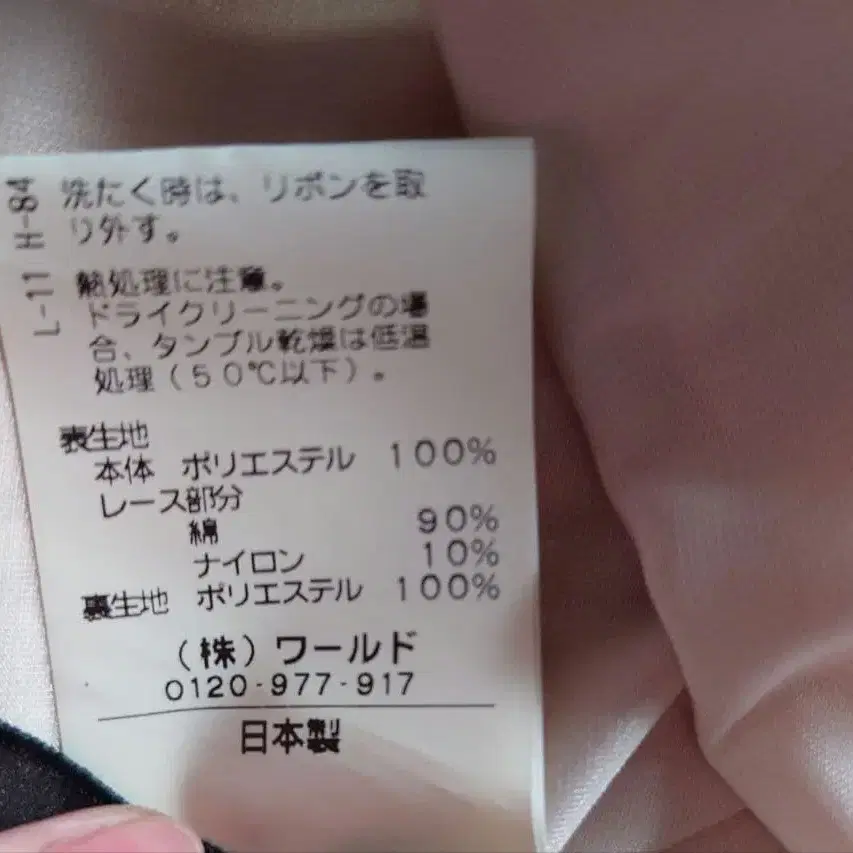 H-84
L-11
洗たく時は、リボンを取
り外す。
熱処理に注意。
ドライクリーニングの場
合、タンブル乾燥は低温
処理（50℃以下）。
表生地
本体 ポリエステル 100%
レース部分
綿 90%
ナイロン 10%
裏生地 ポリエステル 100%
（株）ワールド
0120-977-917
日本製